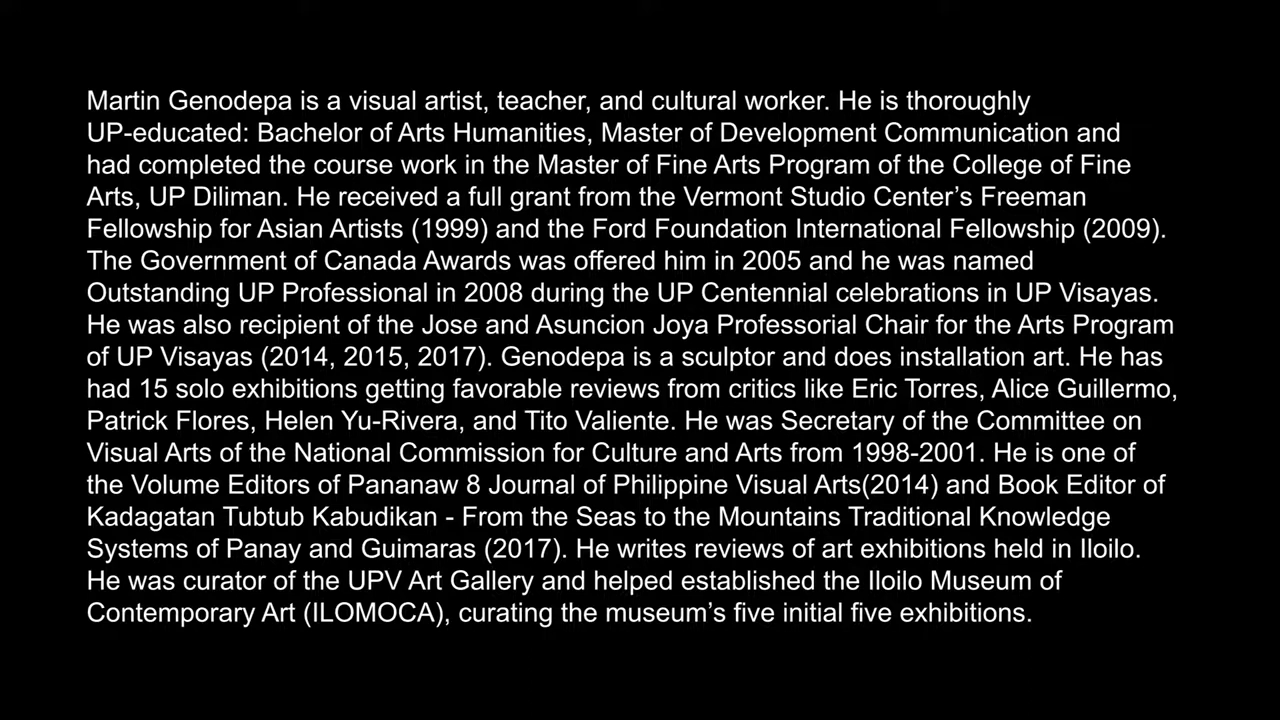 Martin Genodepa is a visual artist, teacher, and cultural worker. He is thoroughly
UP-educated: Bachelor of Arts Humanities, Master of Development Communication and
had completed the course work in the Master of Fine Arts Program of the College of Fine
Arts, UP Diliman. He received a full grant from the Vermont Studio Center’s Freeman
Fellowship for Asian Artists (1999) and the Ford Foundation International Fellowship (2009).
The Government of Canada Awards was offered him in 2005 and he was named
Outstanding UP Professional in 2008 during the UP Centennial celebrations in UP Visayas.
He was also recipient of the Jose and Asuncion Joya Professorial Chair for the Arts Program
of UP Visayas (2014, 2015, 2017). Genodepa is a sculptor and does installation art. He has
had 15 solo exhibitions getting favorable reviews from critics like Eric Torres, Alice Guillermo,
Patrick Flores, Helen Yu-Rivera, and Tito Valiente. He was Secretary of the Committee on
Visual Arts of the National Commission for Culture and Arts from 1998-2001. He is one of
the Volume Editors of Pananaw 8 Journal of Philippine Visual Arts(2014) and Book Editor of
Kadagatan Tubtub Kabudikan - From the Seas to the Mountains Traditional Knowledge
Systems of Panay and Guimaras (2017). He writes reviews of art exhibitions held in Iloilo.
He was curator of the UPV Art Gallery and helped established the Iloilo Museum of
Contemporary Art (ILOMOCA), curating the museum’s five initial five exhibitions.